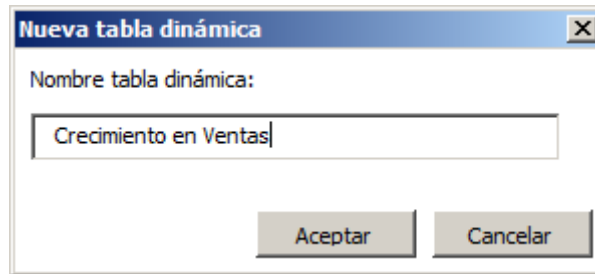 Nueva tabla dinámica
Nombre tabla dinámica:
Crecimiento en Ventas
Aceptar Cancelar